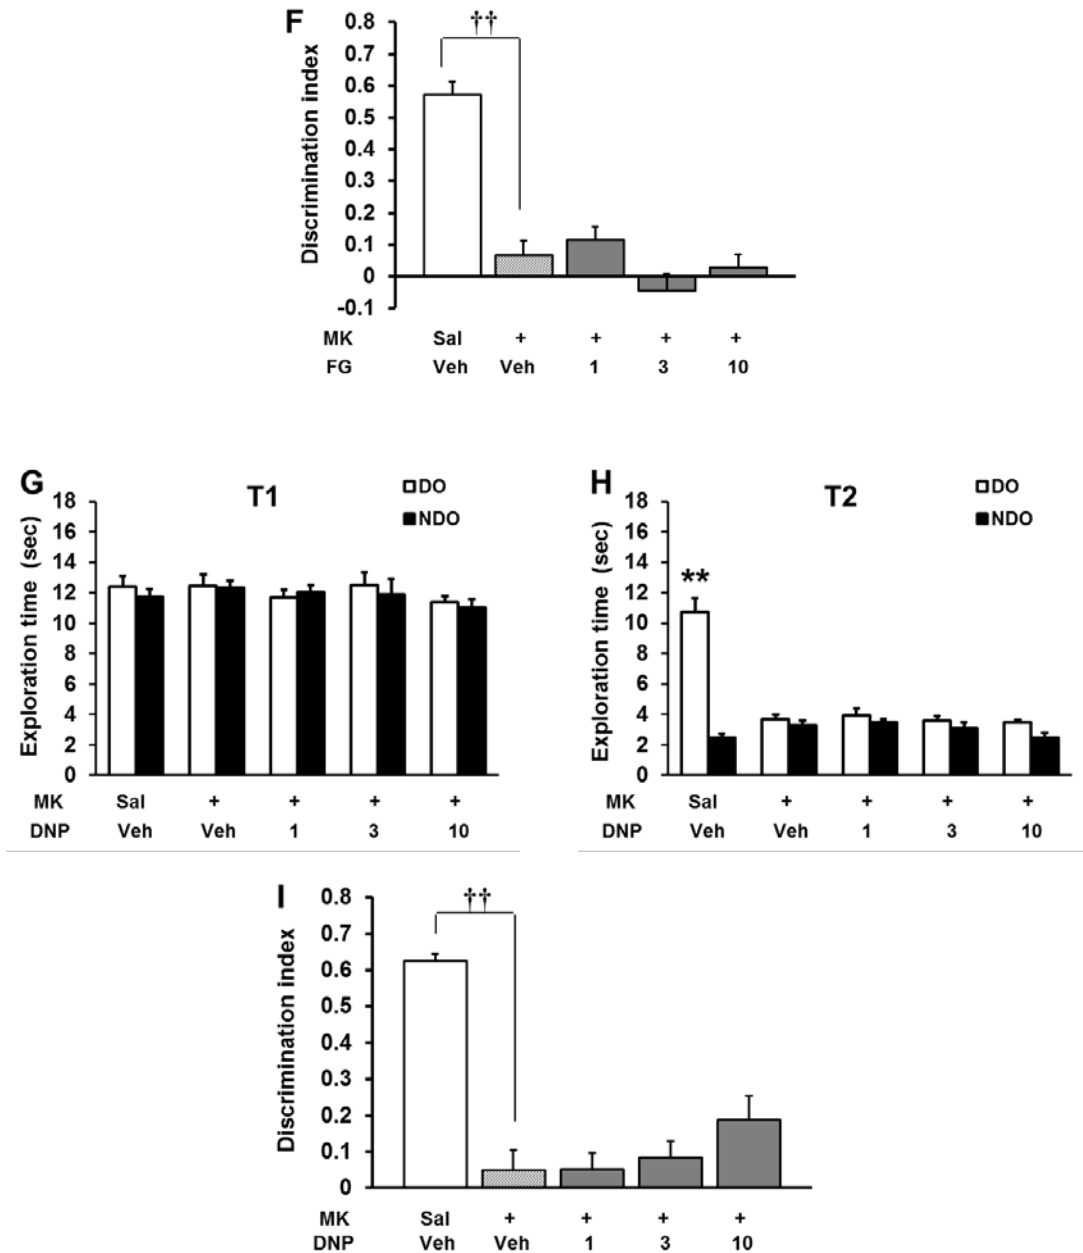 F
Discrimination index
††
0.8
0.7
0.6
0.5
0.4
0.3
0.2
0.1
0
-0.1
MK Sal + + + +
FG Veh Veh 1 3 10
G
T1
DO
NDO
Exploration time (sec)
18
16
14
12
10
8
6
4
2
0
MK Sal + + + +
DNP Veh Veh 1 3 10
H
T2
DO
NDO
Exploration time (sec)
**
18
16
14
12
10
8
6
4
2
0
MK Sal + + + +
DNP Veh Veh 1 3 10
I
Discrimination index
††
0.8
0.7
0.6
0.5
0.4
0.3
0.2
0.1
0
MK Sal + + + +
DNP Veh Veh 1 3 10